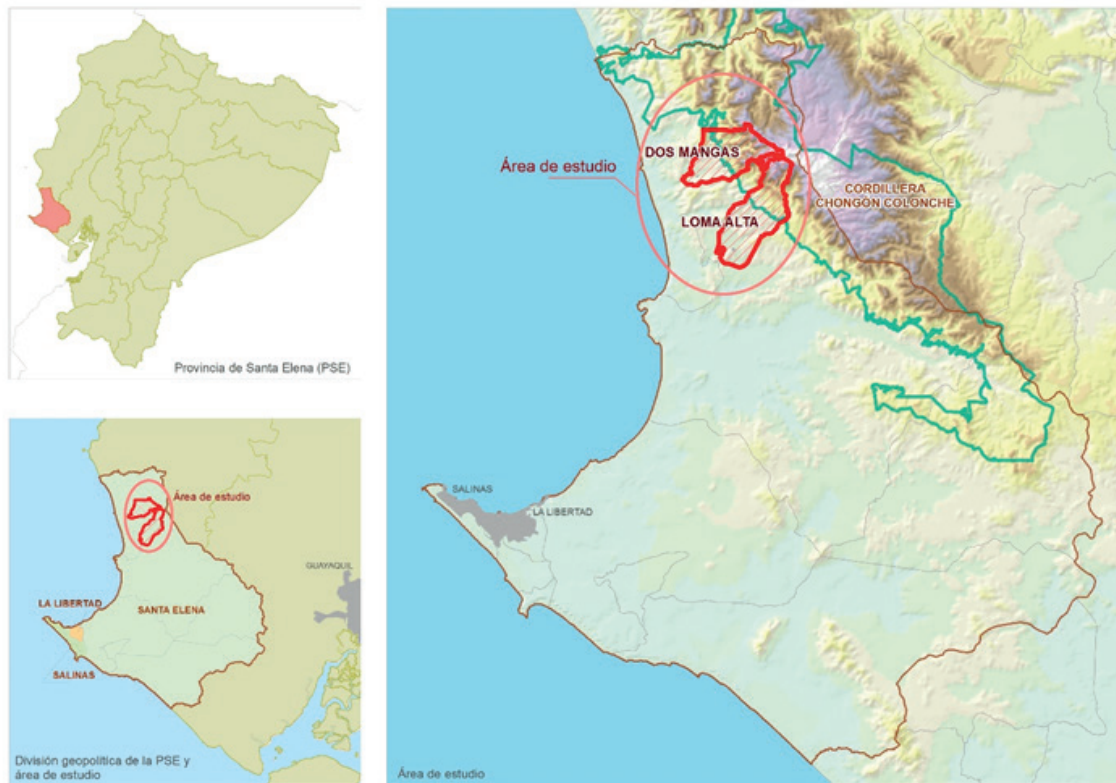 Provincia de Santa Elena (PSE)
Área de estudio
GUAYAQUIL
LA LIBERTAD
SANTA ELENA
SALINAS
División geopolítica de la PSE y
área de estudio
DOS MANGAS
Área de estudio
CORDILLERA
CHONGÓN COLONCHE
LOMA ALTA
SALINAS
LA LIBERTAD
Área de estudio